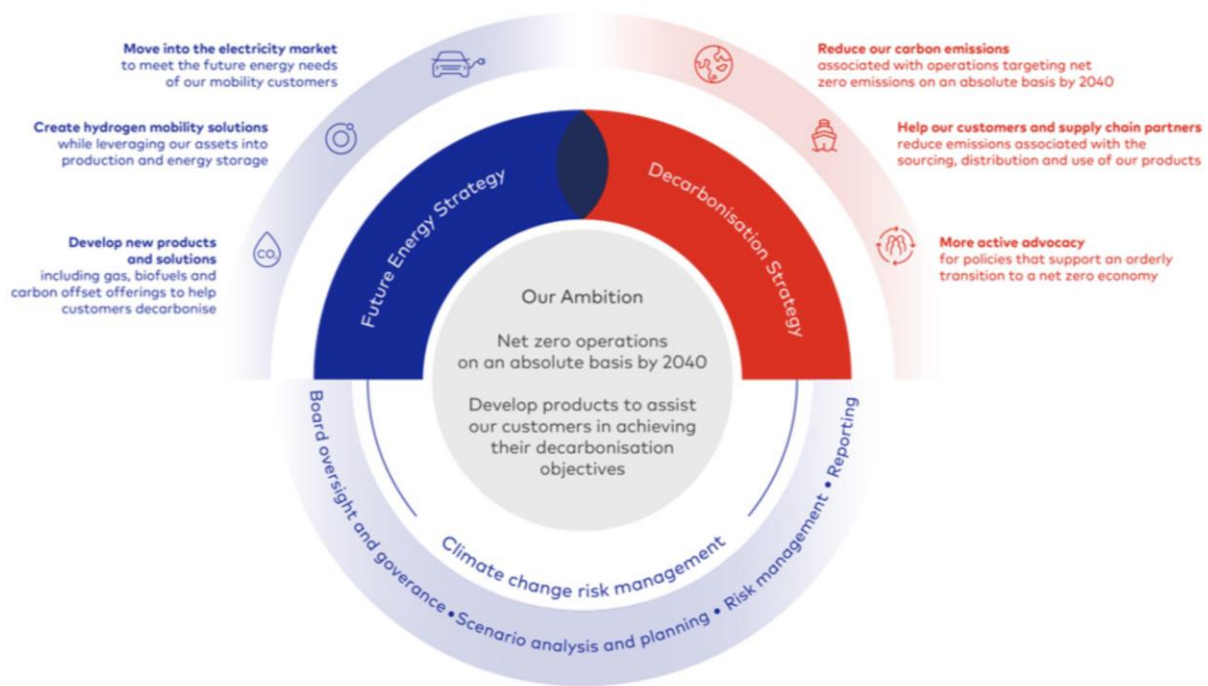 Move into the electricity market
to meet the future energy needs
of our mobility customers
Create hydrogen mobility solutions
while leveraging our assets into
production and energy storage
Develop new products
and solutions
including gas, biofuels and
carbon offset offerings to help
customers decarbonise
CO₂
Reduce our carbon emissions
associated with operations targeting net
zero emissions on an absolute basis by 2040
Help our customers and supply chain partners
reduce emissions associated with the
sourcing, distribution and use of our products
More active advocacy
for policies that support an orderly
transition to a net zero economy
Future Energy Strategy
Decarbonisation Strategy
Our Ambition
Net zero operations
on an absolute basis by 2040
Develop products to assist
our customers in achieving
their decarbonisation
objectives
Climate change risk management
Board oversight and goverance • Scenario analysis and planning • Risk management • Reporting